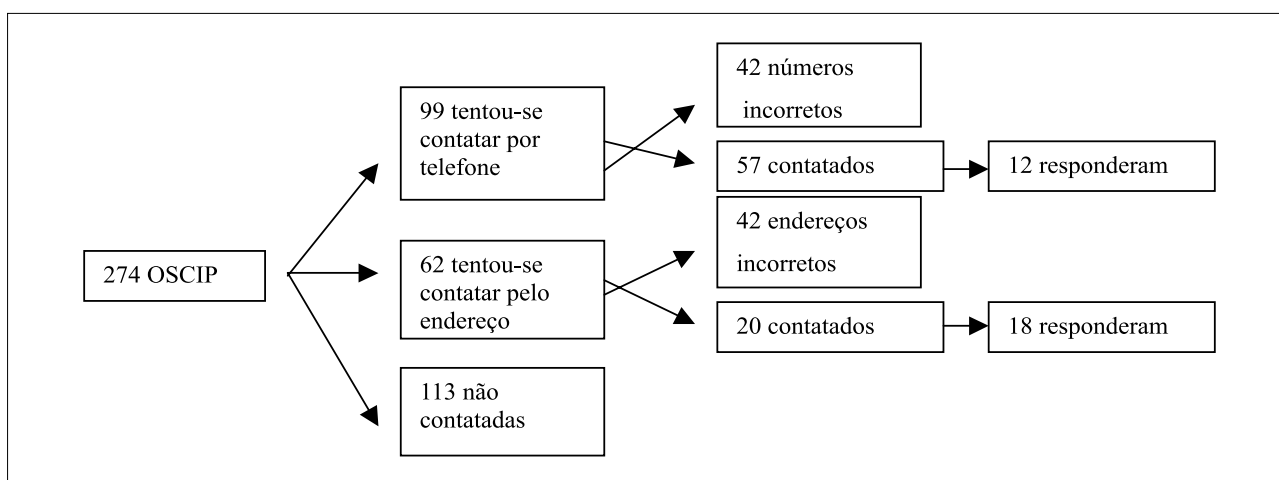 274 OSCIP
99 tentou-se
contatar por
telefone
62 tentou-se
contatar pelo
endereço
113 não
contatadas
42 números
incorretos
57 contatados
42 endereços
incorretos
20 contatados
12 responderam
18 responderam